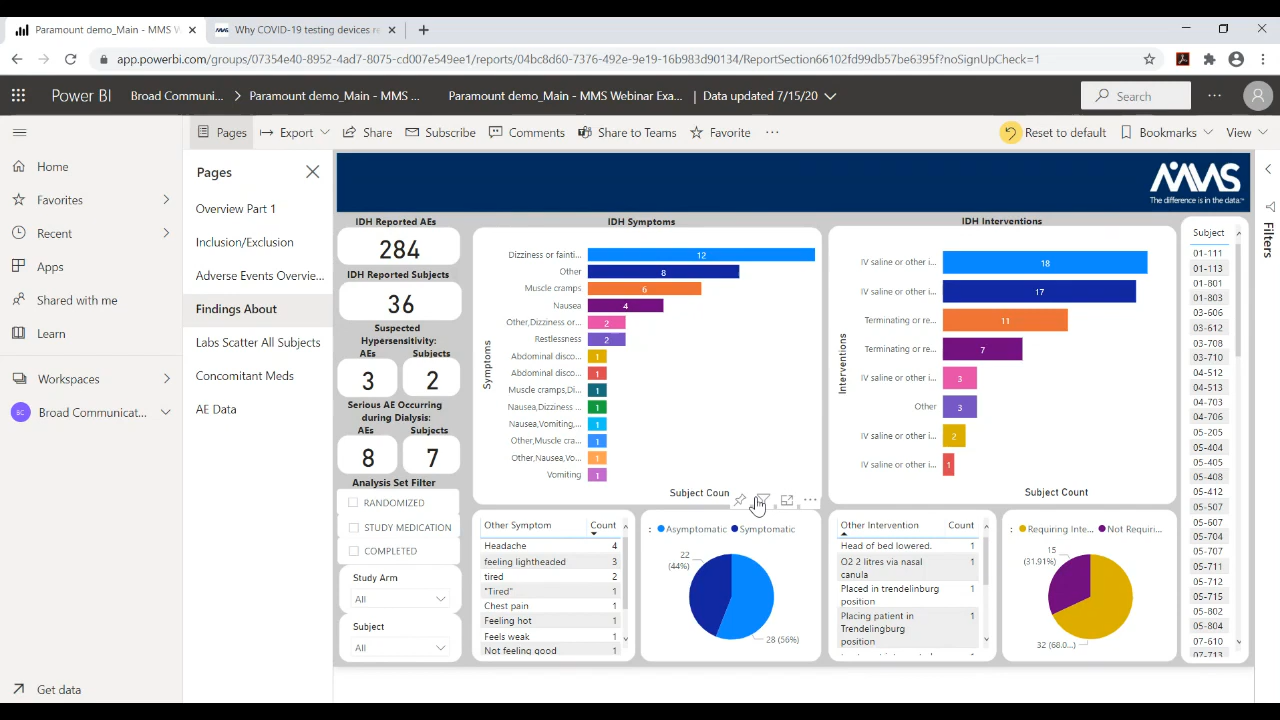 Paramount demo_Main - MMS W
Why COVID-19 testing devices re
app.powerbi.com/groups/07354e40-8952-4ad7-8075-cd007e549ee1/reports/04b8d60-7376-492e-9e19-16b983d90134/ReportSection66102fd99db57be6395f?noSignUpCheck=1
Power BI
Broad Communi... > Paramount demo_Main - MMS ...
Paramount demo_Main - MMS Webinar Exa... | Data updated 7/15/20
Search
Pages
Export
Share
Subscribe
Comments
Share to Teams
Favorite
...
Reset to default
Bookmarks
View
Home
Favorites
Recent
Apps
Shared with me
Learn
Workspaces
BC
Broad Communicat...
Get data
Pages
Overview Part 1
Inclusion/Exclusion
Adverse Events Overvie...
Findings About
Labs Scatter All Subjects
Concomitant Meds
AE Data
MMS
The difference is in the data.™
IDH Reported AEs
284
IDH Reported Subjects
36
Suspected
Hypersensitivity:
AEs Subjects
3 2
Serious AE Occurring
during Dialysis:
AEs Subjects
8 7
Analysis Set Filter
RANDOMIZED
STUDY MEDICATION
COMPLETED
Study Arm
All
Subject
All
IDH Symptoms
Symptoms
Dizziness or fainti... 12
Other 8
Muscle cramps 6
Nausea 4
Other,Dizziness or... 2
Restlessness 2
Abdominal disco... 1
Abdominal disco... 1
Muscle cramps,Di... 1
Nausea,Dizziness ... 1
Nausea,Vomiting,... 1
Other,Muscle cra... 1
Other,Nausea,Vo... 1
Vomiting 1
Subject Coun
IDH Interventions
Interventions
IV saline or other i... 18
IV saline or other i... 17
Terminating or re... 11
Terminating or re... 7
IV saline or other i... 3
Other 3
IV saline or other i... 2
IV saline or other i... 1
Subject Count
Other Symptom Count
Headache 4
feeling lightheaded 3
tired 2
"Tired" 1
Chest pain 1
Feeling hot 1
Feels weak 1
Not feeling good 1
: Asymptomatic Symptomatic
22
(44%)
28 (56%)
Other Intervention Count
Head of bed lowered. 1
O2 2 litres via nasal 1
canula
Placed in trendelinburg 1
position
Placing patient in 1
Trendelingburg
position
: Requiring Inte... Not Requiri...
15
(31.91%)
32 (68.0...)
Subject
01-111
01-113
01-801
01-803
03-606
03-612
03-708
03-710
04-512
04-513
04-703
04-706
05-205
05-404
05-405
05-408
05-412
05-507
05-607
05-704
05-707
05-711
05-712
05-715
05-802
05-804
07-610
07-713
Filters